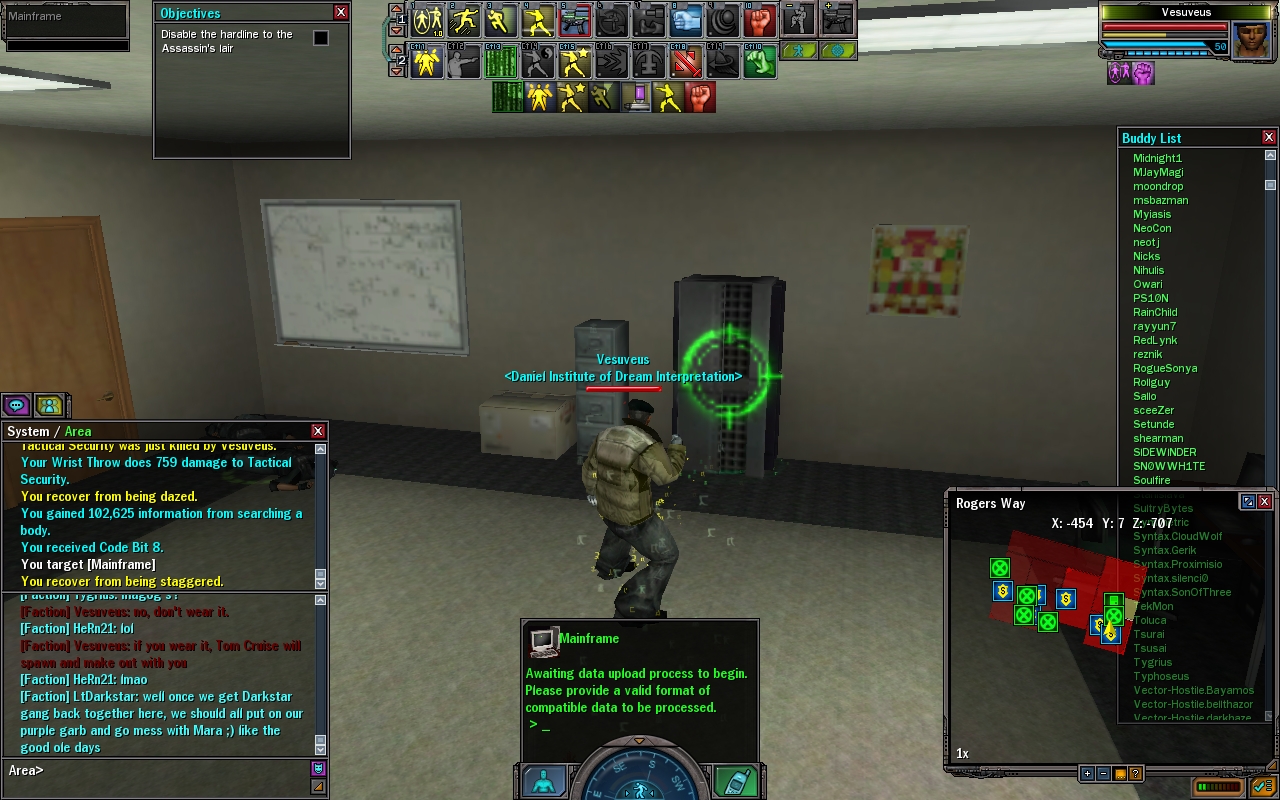 Mainframe
Objectives
Disable the hardline to the
Assassin's lair
1
2
Vesuveus
50
Buddy List
Midnight1
MJayMagi
moondrop
msbazman
Myiasis
NeoCon
neotj
Nicks
Nihulis
Owari
PS10N
RainChild
rayyun7
RedLynk
reznik
RogueSonya
Rollguy
Sallo
sceeZer
Setunde
shearman
SIDEWINDER
SN0WWH1TE
Soulfire
SultryBytes
Syntax.CloudWolf
Syntax.Gerik
Syntax.Proximisio
Syntax.silenci0
Syntax.SonOfThree
TekMon
Toluca
Tsurai
Tsusai
Tygrius
Typhoseus
Vector-Hostile.Bayamos
Vector-Hostile.bellthazor
Vector-Hostile.darkhaze
Vesuveus
<Daniel Institute of Dream Interpretation>
System / Area
Tactical Security was just killed by Vesuveus.
Your Wrist Throw does 759 damage to Tactical
Security.
You recover from being dazed.
You gained 102,625 information from searching a
body.
You received Code Bit 8.
You target [Mainframe]
You recover from being staggered.
[Faction] Vesuveus: no, don't wear it.
[Faction] HeRn21: lol
[Faction] Vesuveus: if you wear it, Tom Cruise will
spawn and make out with you
[Faction] HeRn21: lmao
[Faction] LtDarkstar: well once we get Darkstar
gang back together here, we should all put on our
purple garb and go mess with Mara ;) like the
good ole days
Area>
Mainframe
Awaiting data upload process to begin.
Please provide a valid format of
compatible data to be processed.
> _
Rogers Way
X: -454 Y: 7 Z: -707
1x